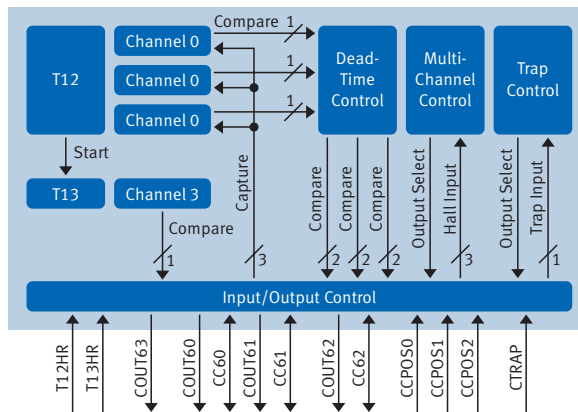 Compare 1
T12
Channel 0
1
Channel 0
1
Channel 0
Dead-
Time
Control
Multi-
Channel
Control
Trap
Control
Start
T13
Channel 3
Compare
1
Capture
3
Compare
2
Compare
2
Compare
2
Output Select
Hall Input
3
Output Select
Trap Input
1
Input/Output Control
T12HR
T13HR
COUT63
COUT60
CC60
COUT61
CC61
COUT62
CC62
CCPOS0
CCPOS1
CCPOS2
CTRAP